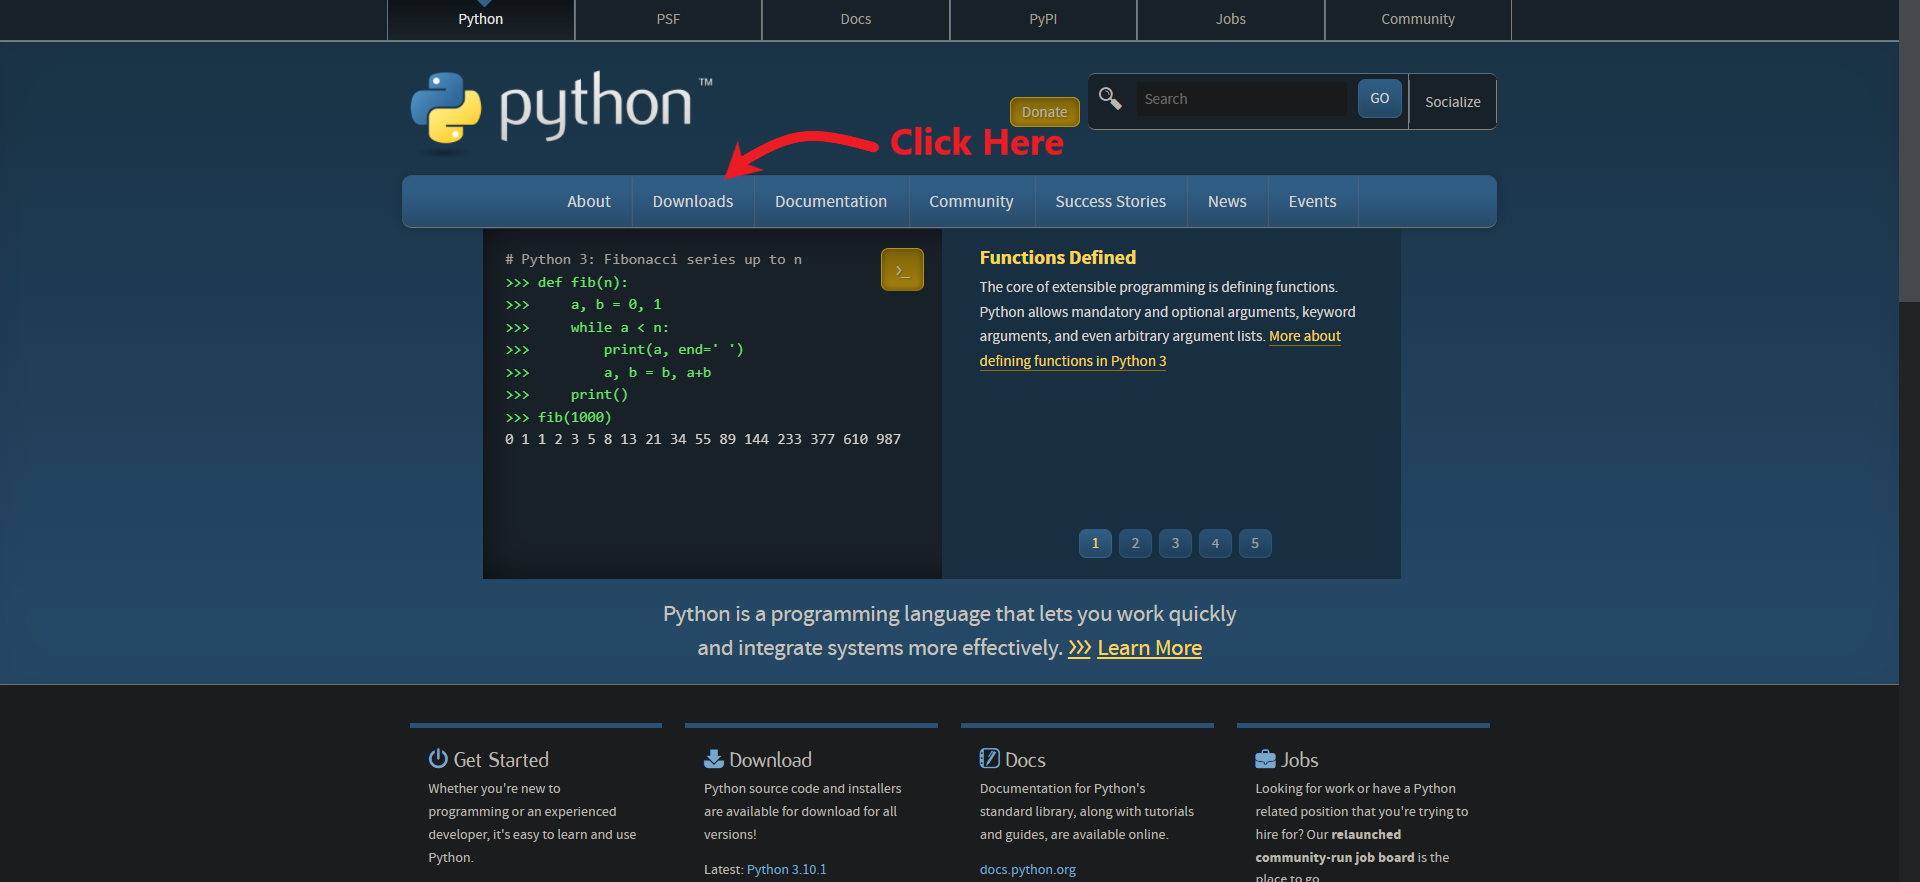 Python PSF Docs PyPI Jobs Community
python™
Donate
Search
GO
Socialize
Click Here
About Downloads Documentation Community Success Stories News Events
# Python 3: Fibonacci series up to n
>>> def fib(n):
>>>     a, b = 0, 1
>>>     while a < n:
>>>         print(a, end=' ')
>>>         a, b = b, a+b
>>>     print()
>>> fib(1000)
0 1 1 2 3 5 8 13 21 34 55 89 144 233 377 610 987
>_
Functions Defined
The core of extensible programming is defining functions.
Python allows mandatory and optional arguments, keyword
arguments, and even arbitrary argument lists. More about
defining functions in Python 3
1 2 3 4 5
Python is a programming language that lets you work quickly
and integrate systems more effectively. >>> Learn More
Get Started
Whether you're new to
programming or an experienced
developer, it's easy to learn and use
Python.
Download
Python source code and installers
are available for download for all
versions!
Latest: Python 3.10.1
Docs
Documentation for Python's
standard library, along with tutorials
and guides, are available online.
docs.python.org
Jobs
Looking for work or have a Python
related position that you're trying to
hire for? Our relaunched
community-run job board is the
place to go.